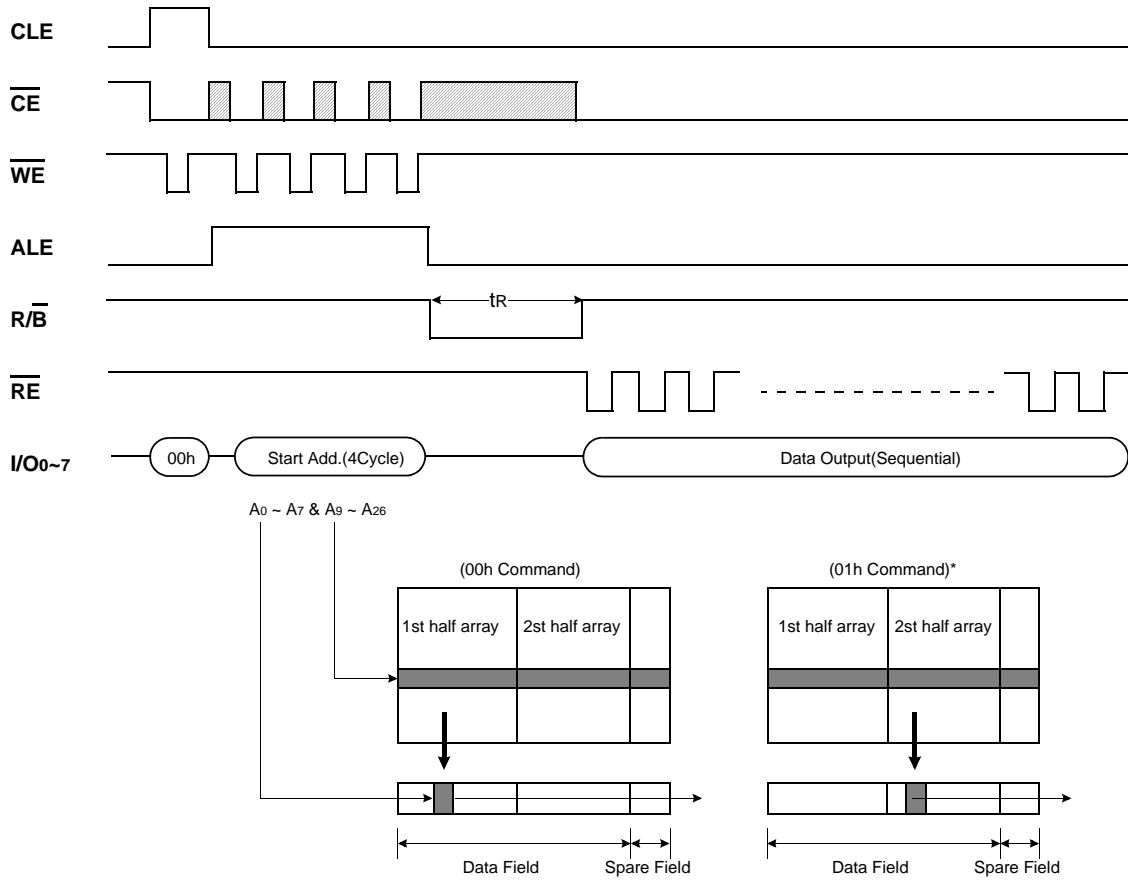 CLE
CE
WE
ALE
R/B
tR
RE
I/O0~7
00h
Start Add.(4Cycle)
Data Output(Sequential)
A0 ~ A7 & A9 ~ A26
(00h Command)
(01h Command)*
1st half array
2st half array
1st half array
2st half array
Data Field
Spare Field
Data Field
Spare Field